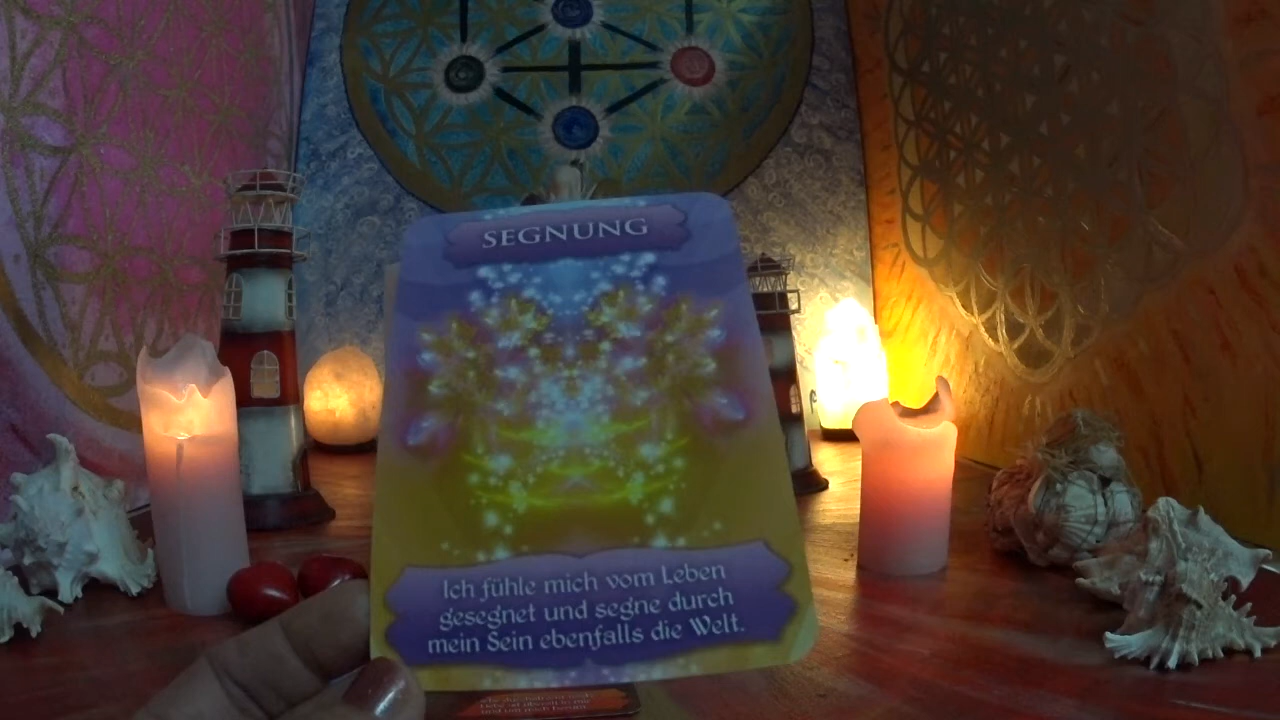 SEGNUNG
Ich fühle mich vom Leben
gesegnet und segne durch
mein Sein ebenfalls die Welt.